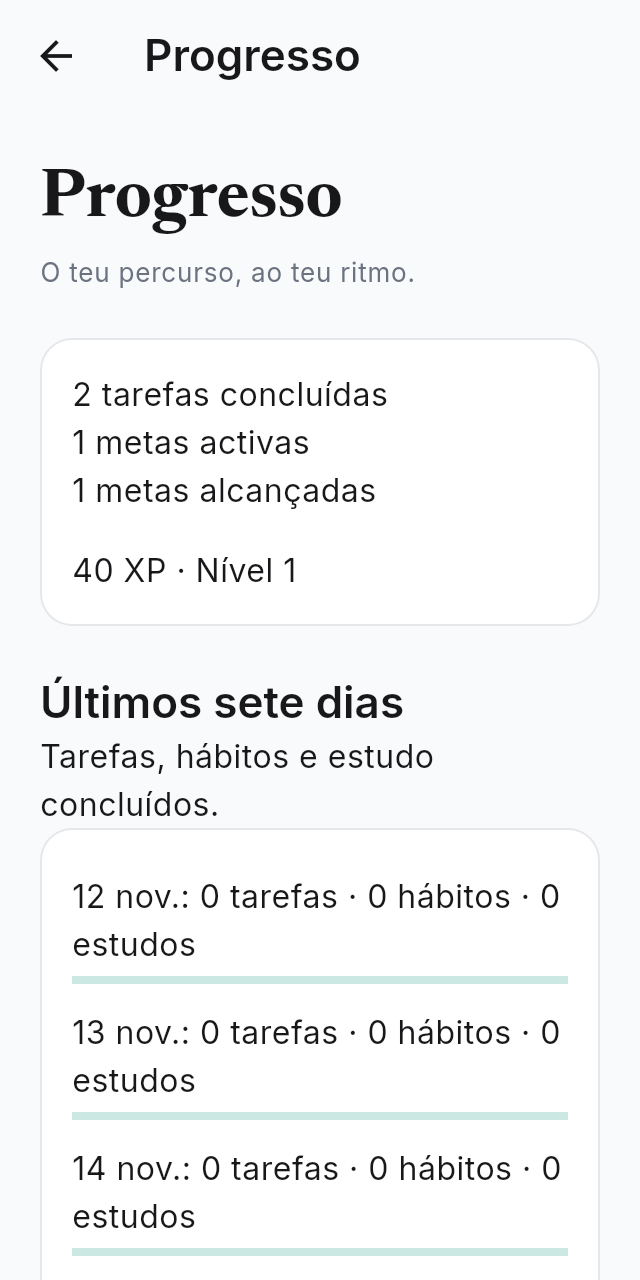 Progresso
Progresso
O teu percurso, ao teu ritmo.
2 tarefas concluídas
1 metas activas
1 metas alcançadas
40 XP · Nível 1
Últimos sete dias
Tarefas, hábitos e estudo
concluídos.
12 nov.: 0 tarefas · 0 hábitos · 0
estudos
13 nov.: 0 tarefas · 0 hábitos · 0
estudos
14 nov.: 0 tarefas · 0 hábitos · 0
estudos